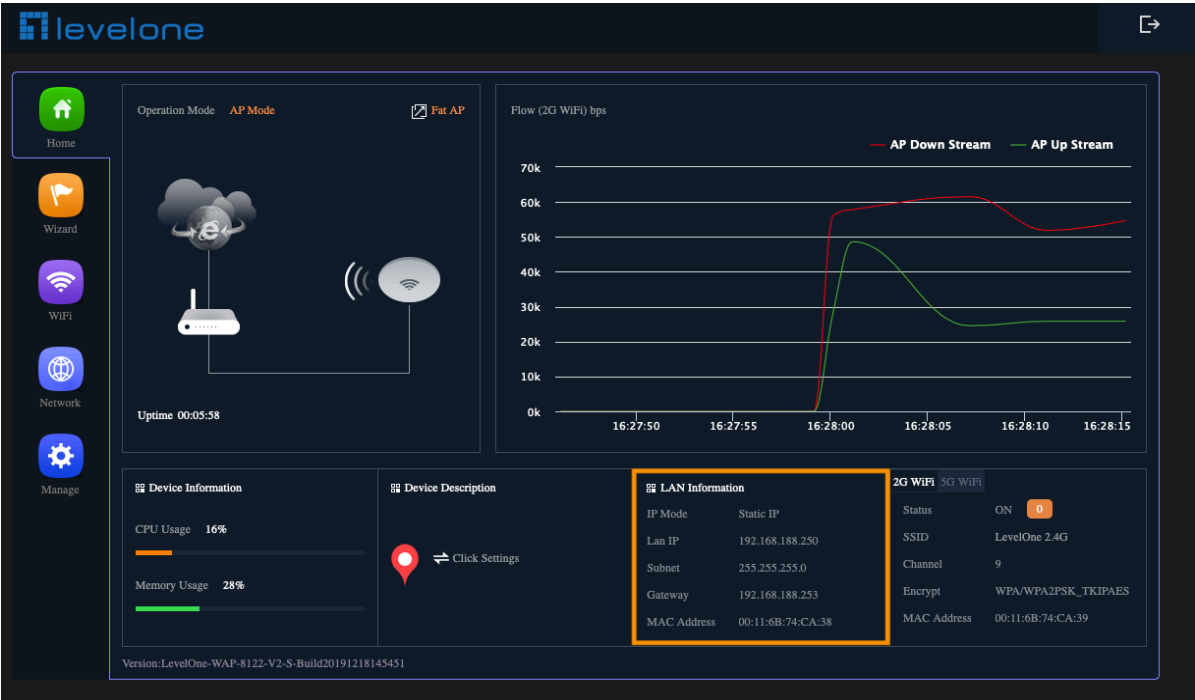 levelone
Home
Wizard
WiFi
Network
Manage
Operation Mode AP Mode Fat AP
Uptime 00:05:58
Flow (2G WiFi) bps
AP Down Stream AP Up Stream
70k
60k
50k
40k
30k
20k
10k
0k
16:27:50 16:27:55 16:28:00 16:28:05 16:28:10 16:28:15
Device Information
CPU Usage 16%
Memory Usage 28%
Device Description
Click Settings
LAN Information
IP Mode Static IP
Lan IP 192.168.188.250
Subnet 255.255.255.0
Gateway 192.168.188.253
MAC Address 00:11:6B:74:CA:38
2G WiFi 5G WiFi
Status ON 0
SSID LevelOne 2.4G
Channel 9
Encrypt WPA/WPA2PSK_TKIPAES
MAC Address 00:11:6B:74:CA:39
Version:LevelOne-WAP-8122-V2-S-Build20191218145451